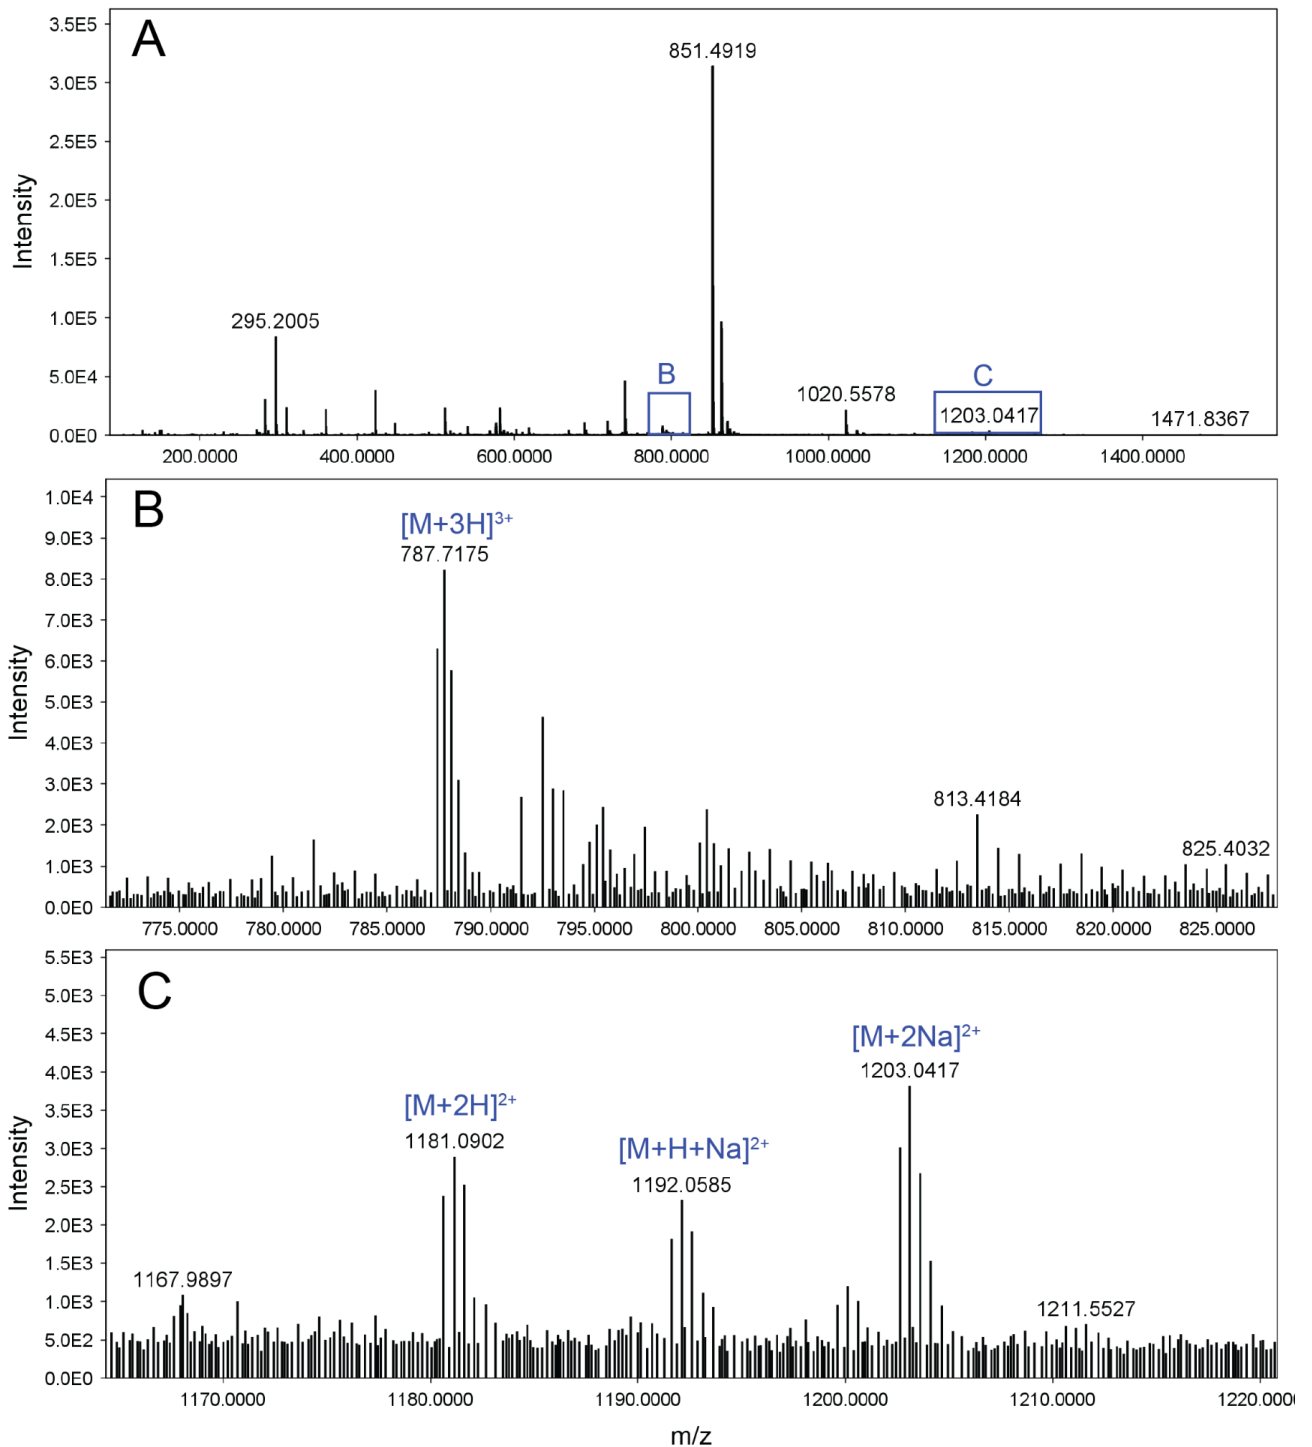 A
3.5E5
3.0E5
2.5E5
2.0E5
1.5E5
1.0E5
5.0E4
0.0E0
Intensity
851.4919
295.2005
B
1020.5578
C
1203.0417
1471.8367
200.0000 400.0000 600.0000 800.0000 1000.0000 1200.0000 1400.0000
B
1.0E4
9.0E3
8.0E3
7.0E3
6.0E3
5.0E3
4.0E3
3.0E3
2.0E3
1.0E3
0.0E0
Intensity
[M+3H]³⁺
787.7175
813.4184
825.4032
775.0000 780.0000 785.0000 790.0000 795.0000 800.0000 805.0000 810.0000 815.0000 820.0000 825.0000
C
5.5E3
5.0E3
4.5E3
4.0E3
3.5E3
3.0E3
2.5E3
2.0E3
1.5E3
1.0E3
5.0E2
0.0E0
Intensity
[M+2Na]²⁺
1203.0417
[M+2H]²⁺
1181.0902
[M+H+Na]²⁺
1192.0585
1167.9897
1211.5527
1170.0000 1180.0000 1190.0000 1200.0000 1210.0000 1220.000
m/z